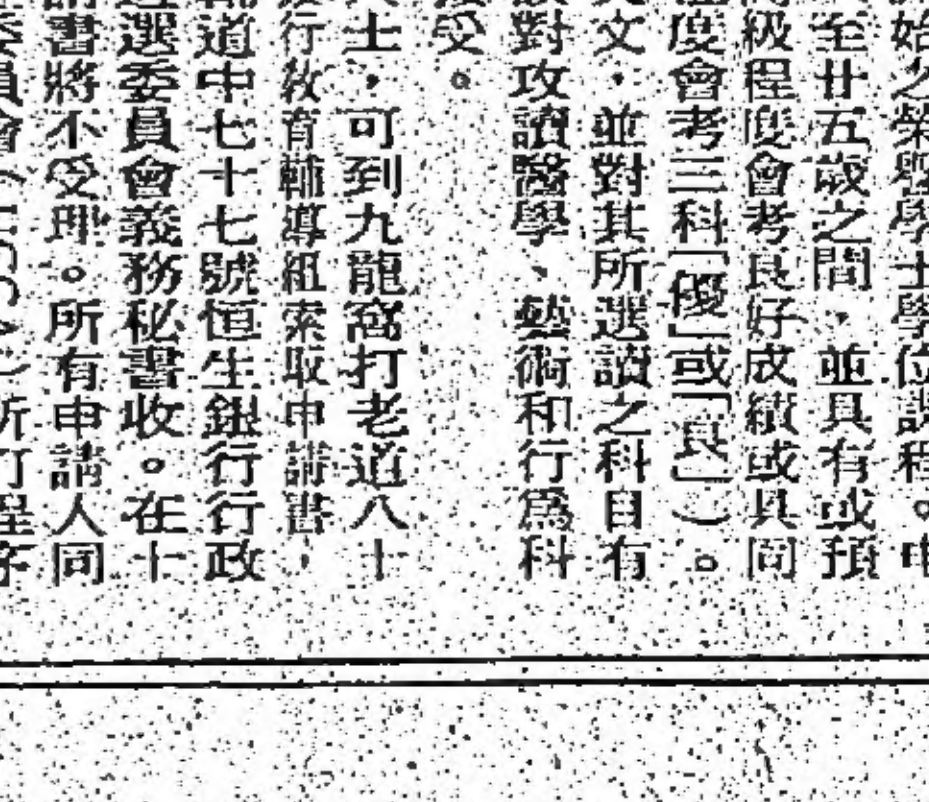 始之榮譽學士學位課程。申
至廿五歲之間，並具有或預
級程度會考良好成績或具同
度會考三科「優」或「良」）。
文，並對其所選讀之科目有
對攻讀醫學、藝術和行爲科
受。
士，可到九龍窩打老道八十
行教育輔導組索取申請書，
道中七十七號恒生銀行行政
選委員會義務秘書收。在十
書將不受理。所有申請人同
員會
所訂程序